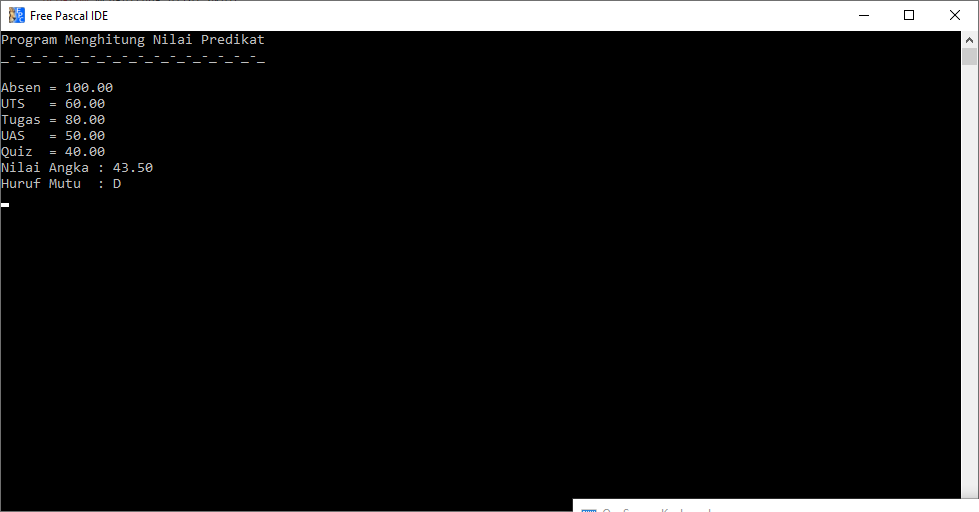 Free Pascal IDE
Program Menghitung Nilai Predikat
_-_-_-_-_-_-_-_-_-_-_-_-_-_-_-_-_
Absen = 100.00
UTS   = 60.00
Tugas = 80.00
UAS   = 50.00
Quiz  = 40.00
Nilai Angka : 43.50
Huruf Mutu  : D